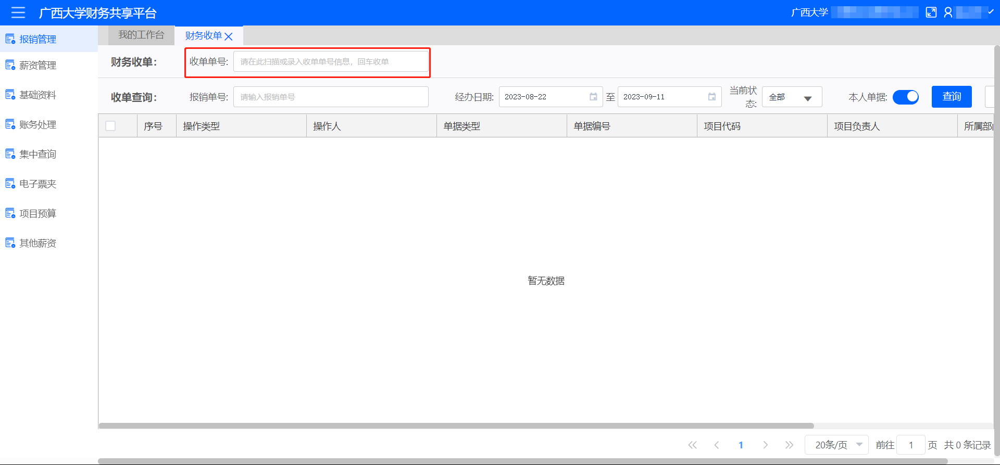 广西大学财务共享平台
广西大学
报销管理
薪资管理
基础资料
账务处理
集中查询
电子票夹
项目预算
其他薪资
我的工作台 财务收单
财务收单： 收单单号: 请在此扫描或录入收单单号信息，回车收单
收单查询： 报销单号: 请输入报销单号 经办日期: 2023-08-22 至 2023-09-11 当前状态: 全部 本人单据: 查询
序号 操作类型 操作人 单据类型 单据编号 项目代码 项目负责人 所属部
暂无数据
1 20条/页 前往 1 页 共 0 条记录